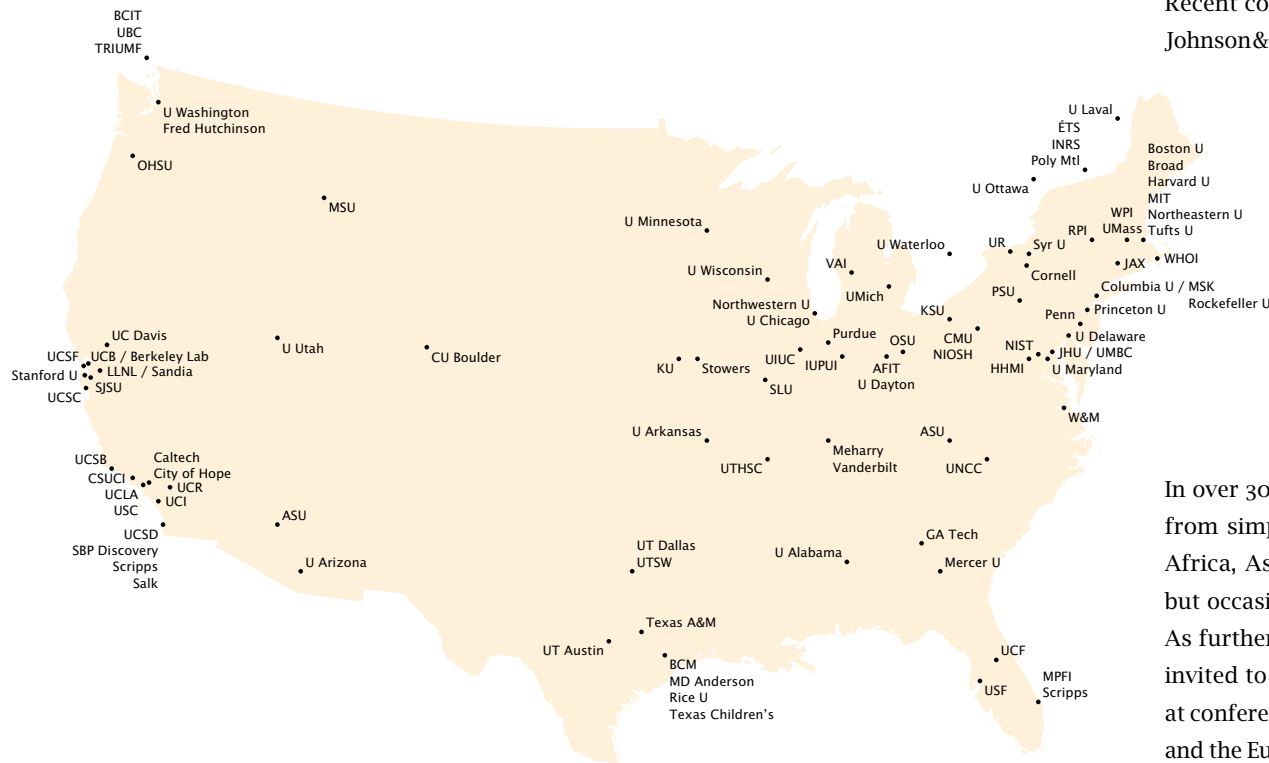 BCIT
UBC
TRIUMF
U Washington
Fred Hutchinson
OHSU
MSU
U Minnesota
U Wisconsin
Northwestern U
U Chicago
VAI
UMich
U Waterloo
U Laval
ÉTS
INRS
Poly Mtl
U Ottawa
Boston U
Broad
Harvard U
MIT
Northeastern U
Tufts U
WPI
UMass
RPI
UR
Syr U
Cornell
JAX
WHOI
PSU
Columbia U / MSK
Rockefeller U
Princeton U
Penn
U Delaware
KSU
CMU
NIOSH
NIST
JHU / UMBC
HHMI
U Maryland
Purdue
OSU
UIUC
IUPUI
AFIT
U Dayton
UC Davis
UCSF
UCB / Berkeley Lab
LLNL / Sandia
Stanford U
SJSU
UCSC
U Utah
CU Boulder
KU
Stowers
SLU
W&M
U Arkansas
UTHSC
Meharry
Vanderbilt
ASU
UNCC
UCSB
Caltech
City of Hope
CSUCI
UCR
UCLA
USC
UCI
UCSD
SBP Discovery
Scripps
Salk
ASU
U Arizona
UT Dallas
UTSW
U Alabama
GA Tech
Mercer U
Texas A&M
UT Austin
BCM
MD Anderson
Rice U
Texas Children's
UCF
USF
MPFI
Scripps
Recent co
Johnson&
In over 30
from simp
Africa, As
but occasi
As further
invited to
at confere
and the Eu